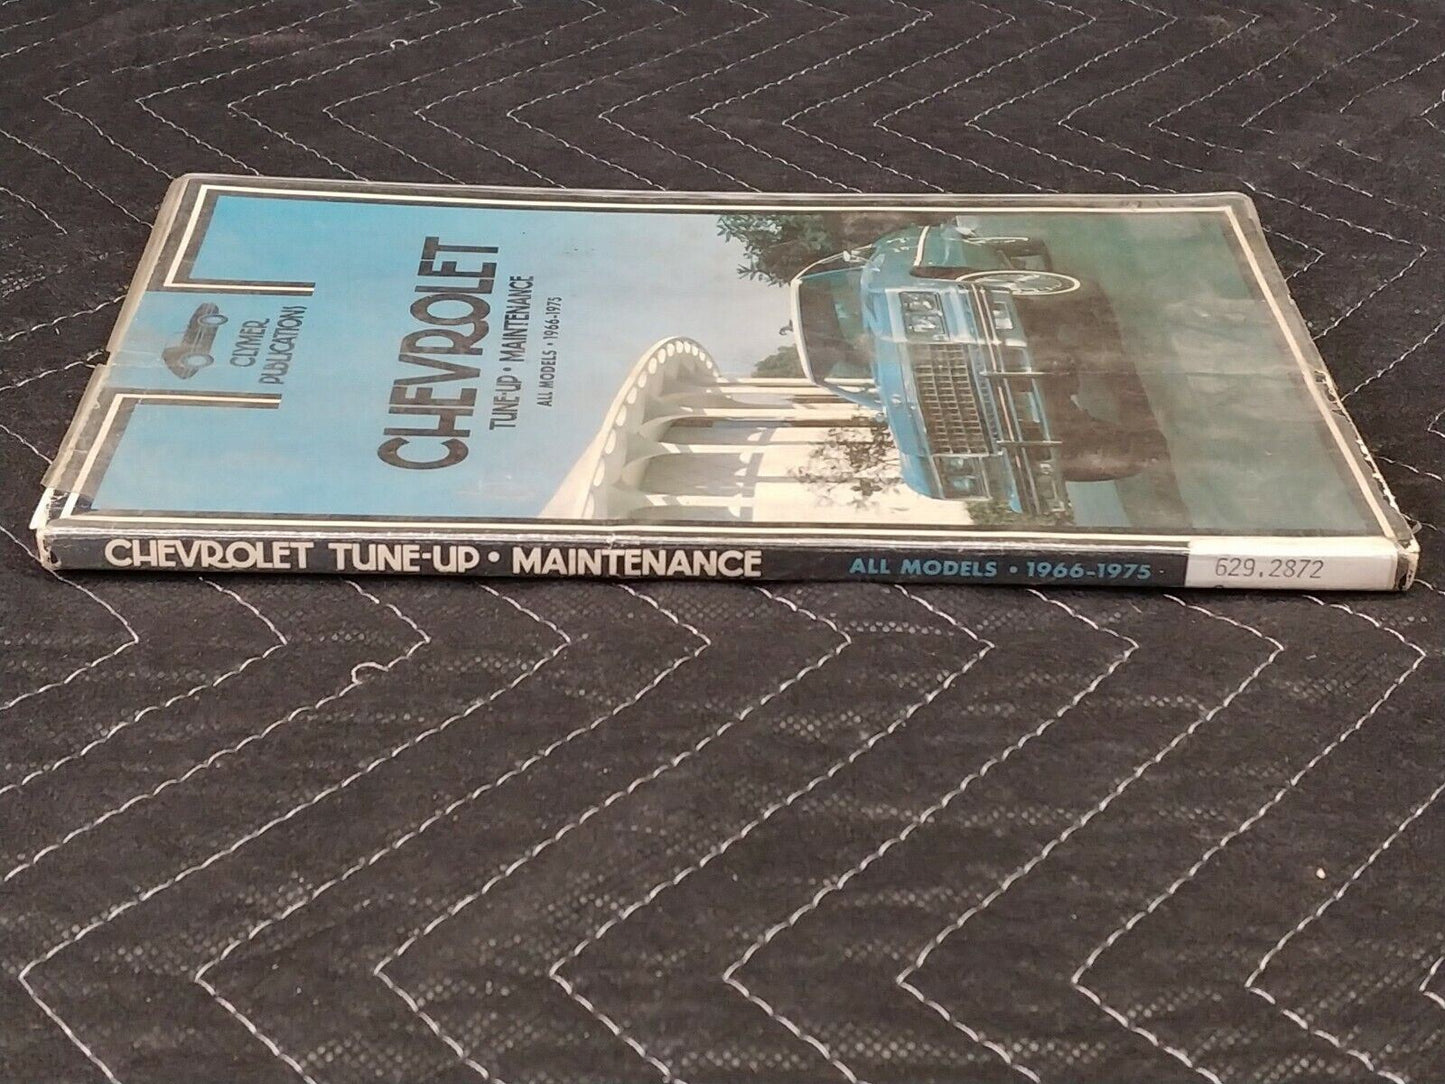 CLYMER
PUBLICATIONS
CHEVROLET
TUNE-UP • MAINTENANCE
ALL MODELS • 1966-1975
CHEVROLET TUNE-UP • MAINTENANCE ALL MODELS • 1966-1975
629.2872